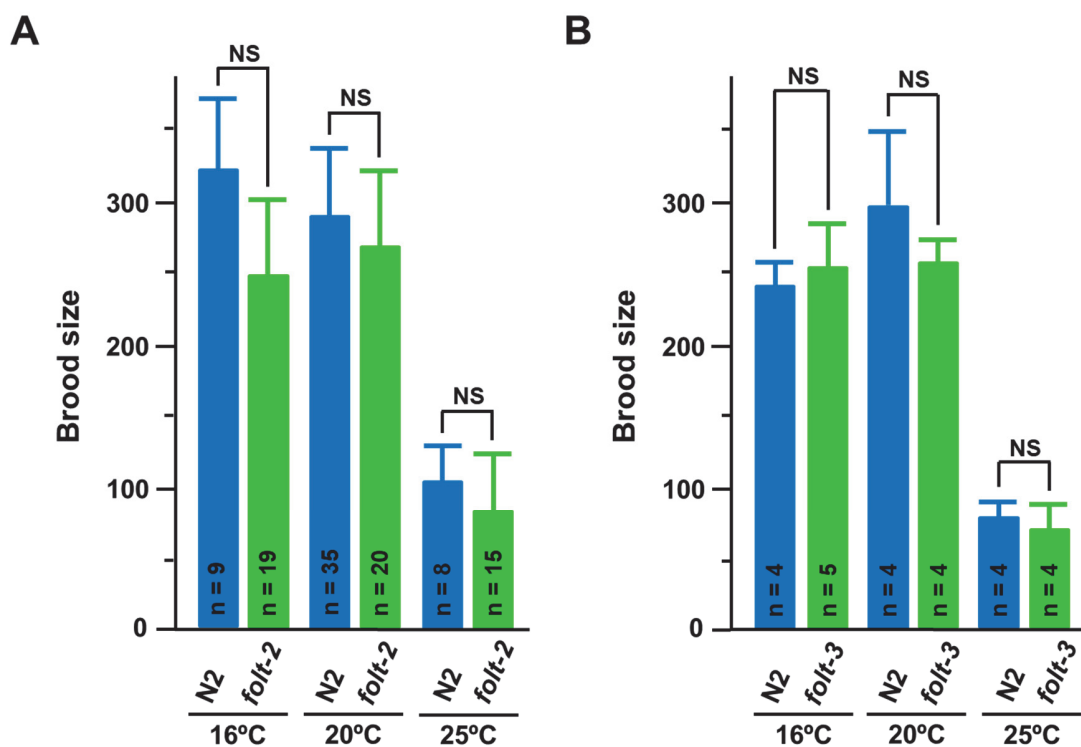 A
NS
NS
NS
Brood size
300
200
100
0
n = 9
n = 19
n = 35
n = 20
n = 8
n = 15
N2
folt-2
N2
folt-2
N2
folt-2
16ºC
20ºC
25ºC
B
NS
NS
NS
Brood size
300
200
100
0
n = 4
n = 5
n = 4
n = 4
n = 4
n = 4
N2
folt-3
N2
folt-3
N2
folt-3
16ºC
20ºC
25ºC